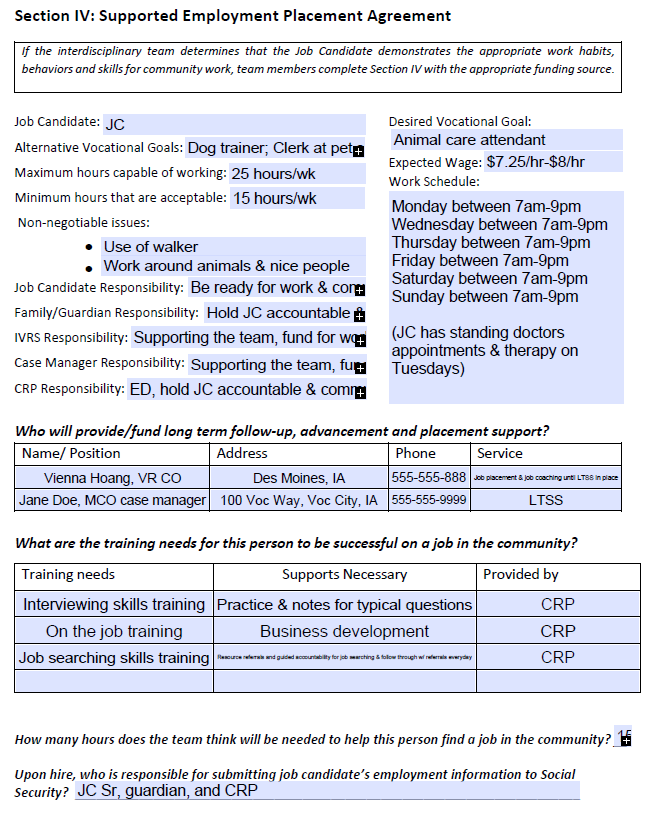 Section IV: Supported Employment Placement Agreement
If the interdisciplinary team determines that the Job Candidate demonstrates the appropriate work habits,
behaviors and skills for community work, team members complete Section IV with the appropriate funding source.
Job Candidate: JC
Alternative Vocational Goals: Dog trainer; Clerk at pet
Maximum hours capable of working: 25 hours/wk
Minimum hours that are acceptable: 15 hours/wk
Non-negotiable issues:
• Use of walker
• Work around animals & nice people
Job Candidate Responsibility: Be ready for work & com
Family/Guardian Responsibility: Hold JC accountable
IVRS Responsibility: Supporting the team, fund for wo
Case Manager Responsibility: Supporting the team, fu
CRP Responsibility: ED, hold JC accountable & comm
Desired Vocational Goal:
Animal care attendant
Expected Wage: $7.25/hr-$8/hr
Work Schedule:
Monday between 7am-9pm
Wednesday between 7am-9pm
Thursday between 7am-9pm
Friday between 7am-9pm
Saturday between 7am-9pm
Sunday between 7am-9pm
(JC has standing doctors
appointments & therapy on
Tuesdays)
Who will provide/fund long term follow-up, advancement and placement support?
Name/ Position Address Phone Service
Vienna Hoang, VR CO Des Moines, IA 555-555-888 Job placement & job coaching until LTSS in place
Jane Doe, MCO case manager 100 Voc Way, Voc City, IA 555-555-9999 LTSS
What are the training needs for this person to be successful on a job in the community?
Training needs Supports Necessary Provided by
Interviewing skills training Practice & notes for typical questions CRP
On the job training Business development CRP
Job searching skills training Resource referrals and guided accountability for job searching & follow through w/ referrals everyday CRP
How many hours does the team think will be needed to help this person find a job in the community?
Upon hire, who is responsible for submitting job candidate's employment information to Social
Security? JC Sr, guardian, and CRP